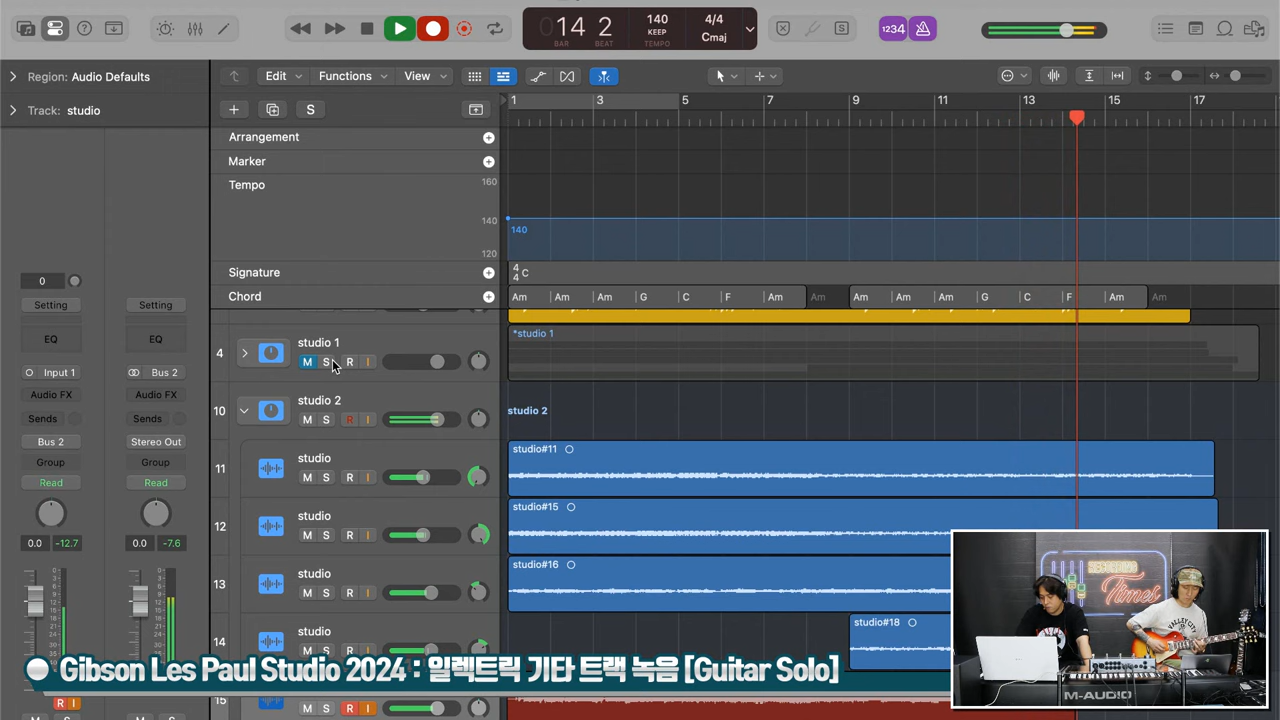 14 2
BAR BEAT
140
KEEP
TEMPO
4/4
Cmaj
S
1234
Region: Audio Defaults
Edit
Functions
View
Track: studio
S
1 3 5 7 9 11 13 15 17
Arrangement
Marker
Tempo
160
140
120
140
Signature
4
4 C
Chord
Am Am Am G C F Am Am Am Am Am G C F Am Am
0
Setting
Setting
EQ
EQ
Input 1
Bus 2
Audio FX
Audio FX
Sends
Sends
Bus 2
Stereo Out
Group
Group
Read
Read
0.0 -12.7
0.0 -7.6
R I
4
studio 1
M S R I
*studio 1
10
studio 2
M S R I
studio 2
11
studio
M S R I
studio#11
12
studio
M S R I
studio#15
13
studio
M S R I
studio#16
14
studio
studio#18
15
M S R I
Times
VALLEY CITY
M-AUDIO
Gibson Les Paul Studio 2024 : 일렉트릭 기타 트랙 녹음 [Guitar Solo]